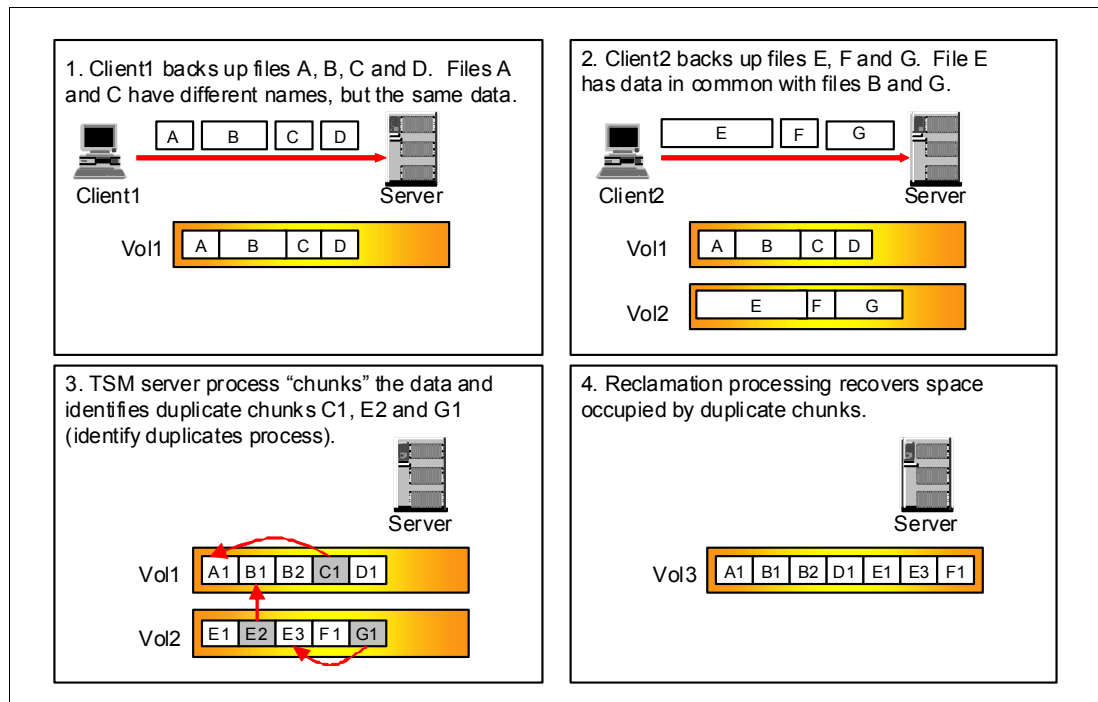 1. Client1 backs up files A, B, C and D. Files A
and C have different names, but the same data.
A B C D
Client1 Server
Vol1 A B C D
2. Client2 backs up files E, F and G. File E
has data in common with files B and G.
E F G
Client2 Server
Vol1 A B C D
Vol2 E F G
3. TSM server process “chunks” the data and
identifies duplicate chunks C1, E2 and G1
(identify duplicates process).
Server
Vol1 A1 B1 B2 C1 D1
Vol2 E1 E2 E3 F1 G1
4. Reclamation processing recovers space
occupied by duplicate chunks.
Server
Vol3 A1 B1 B2 D1 E1 E3 F1